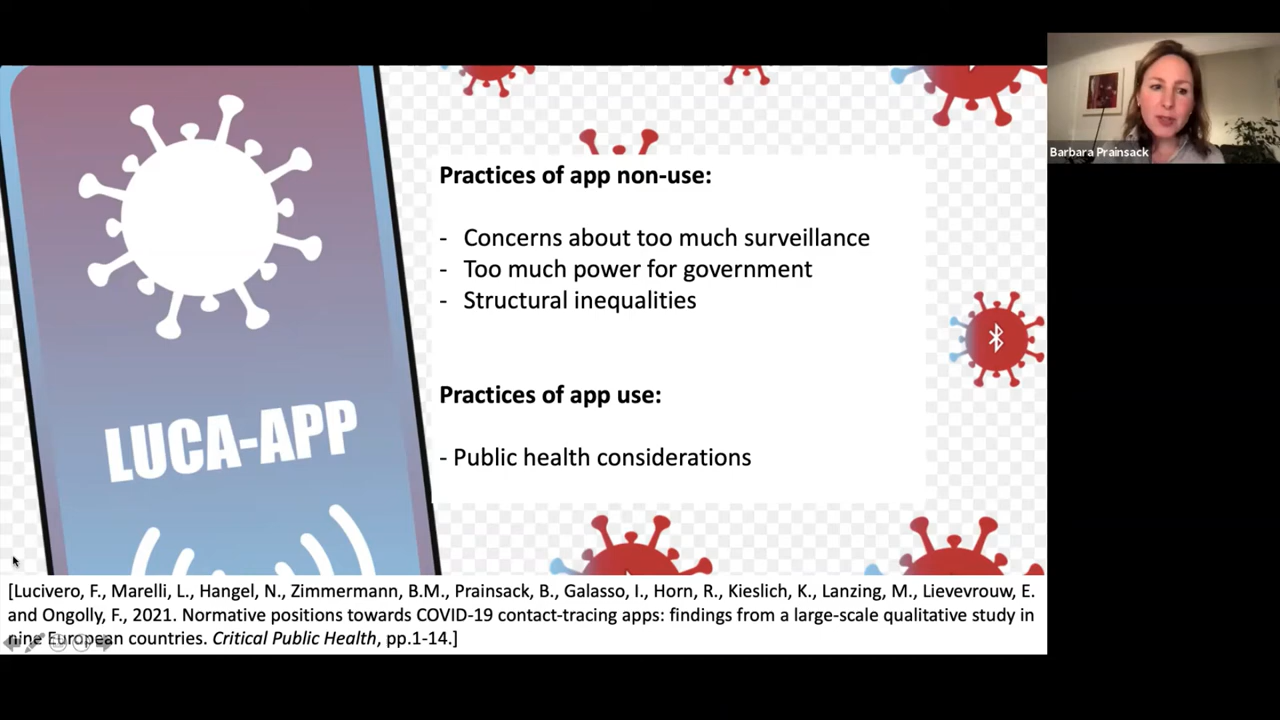 Barbara Prainsack
Practices of app non-use:
- Concerns about too much surveillance
- Too much power for government
- Structural inequalities
Practices of app use:
- Public health considerations
LUCA-APP
[Lucivero, F., Marelli, L., Hangel, N., Zimmermann, B.M., Prainsack, B., Galasso, I., Horn, R., Kieslich, K., Lanzing, M., Lievevrouw, E.
and Ongolly, F., 2021. Normative positions towards COVID-19 contact-tracing apps: findings from a large-scale qualitative study in
nine European countries. Critical Public Health, pp.1-14.]